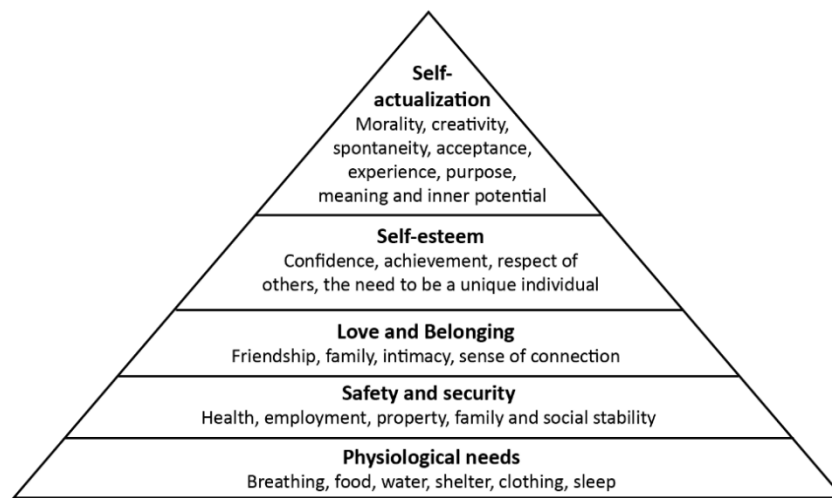 Self-
actualization
Morality, creativity,
spontaneity, acceptance,
experience, purpose,
meaning and inner potential
Self-esteem
Confidence, achievement, respect of
others, the need to be a unique individual
Love and Belonging
Friendship, family, intimacy, sense of connection
Safety and security
Health, employment, property, family and social stability
Physiological needs
Breathing, food, water, shelter, clothing, sleep